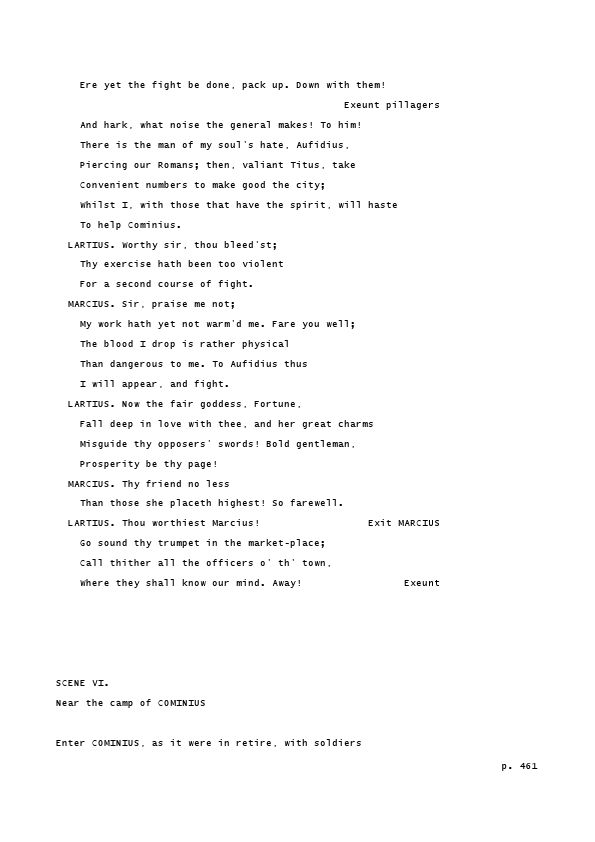 Ere yet the fight be done, pack up. Down with them!
Exeunt pillagers
And hark, what noise the general makes! To him!
There is the man of my soul's hate, Aufidius,
Piercing our Romans; then, valiant Titus, take
Convenient numbers to make good the city;
Whilst I, with those that have the spirit, will haste
To help Cominius.
LARTIUS. Worthy sir, thou bleed'st;
Thy exercise hath been too violent
For a second course of fight.
MARCIUS. Sir, praise me not;
My work hath yet not warm'd me. Fare you well;
The blood I drop is rather physical
Than dangerous to me. To Aufidius thus
I will appear, and fight.
LARTIUS. Now the fair goddess, Fortune,
Fall deep in love with thee, and her great charms
Misguide thy opposers' swords! Bold gentleman,
Prosperity be thy page!
MARCIUS. Thy friend no less
Than those she placeth highest! So farewell.
LARTIUS. Thou worthiest Marcius! Exit MARCIUS
Go sound thy trumpet in the market-place;
Call thither all the officers o' th' town,
Where they shall know our mind. Away! Exeunt
SCENE VI.
Near the camp of COMINIUS
Enter COMINIUS, as it were in retire, with soldiers
p. 461